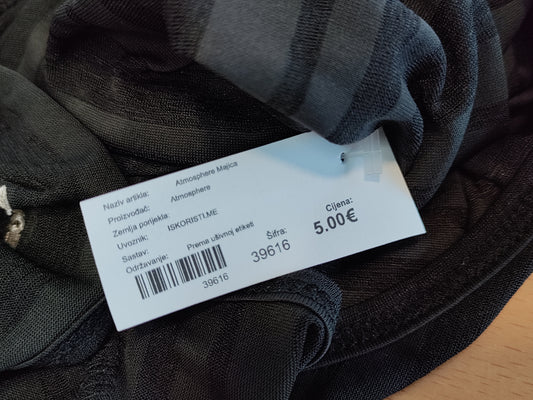 Naziv artikla: Atmosphere Majica
Proizvođač: Atmosphere
Zemlja porijekla:
Uvoznik: ISKORISTI.ME
Sastav:
Održavanje: Prema ušivnoj etiketi
39616
Šifra:
39616
Cijena:
5.00€